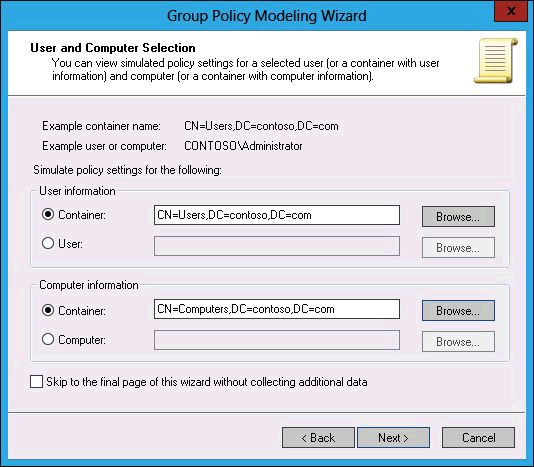 Group Policy Modeling Wizard
X
User and Computer Selection
You can view simulated policy settings for a selected user (or a container with user
information) and computer (or a container with computer information).
Example container name: CN=Users,DC=contoso,DC=com
Example user or computer: CONTOSO\Administrator
Simulate policy settings for the following:
User information
Container: CN=Users,DC=contoso,DC=com Browse...
User: Browse...
Computer information
Container: CN=Computers,DC=contoso,DC=com Browse...
Computer: Browse...
Skip to the final page of this wizard without collecting additional data
< Back Next > Cancel